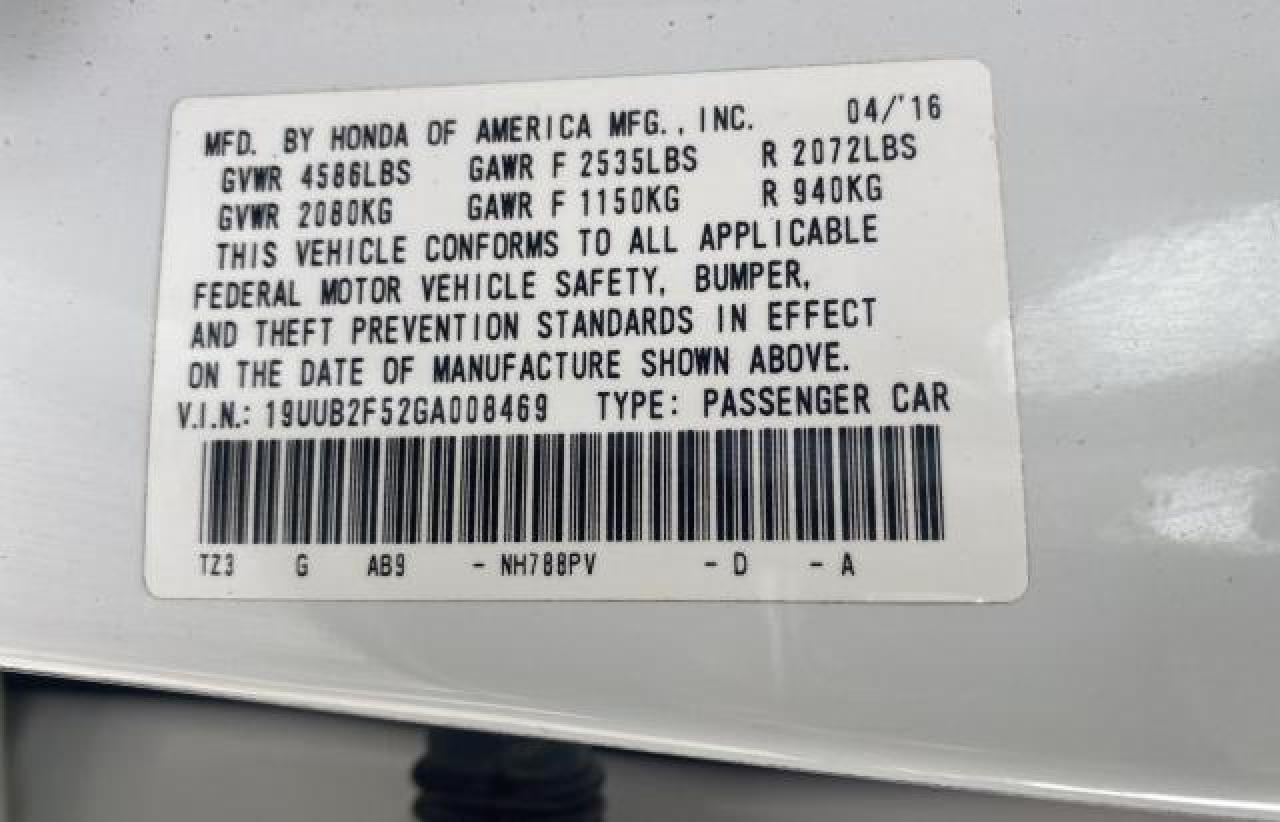 MFD. BY HONDA OF AMERICA MFG., INC. 04/'16
GVWR 4586LBS GAWR F 2535LBS R 2072LBS
GVWR 2080KG GAWR F 1150KG R 940KG
THIS VEHICLE CONFORMS TO ALL APPLICABLE
FEDERAL MOTOR VEHICLE SAFETY, BUMPER,
AND THEFT PREVENTION STANDARDS IN EFFECT
ON THE DATE OF MANUFACTURE SHOWN ABOVE.
V.I.N.: 19UUB2F52GA008469 TYPE: PASSENGER CAR
TZ3 G AB9 - NH788PV - D - A